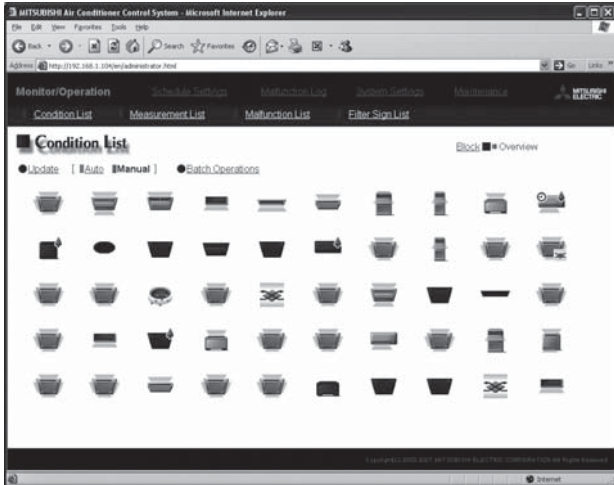 MITSUBISHI Air Conditioner Control System - Microsoft Internet Explorer
File Edit View Favorites Tools Help
Back Search Favorites
Address http://192.168.1.104/en/administrator.html Go Links »
Monitor/Operation Schedule Settings Malfunction Log System Settings Maintenance MITSUBISHI ELECTRIC
Condition List Measurement List Malfunction List Filter Sign List
Condition List
Block Overview
Update [ Auto Manual ] Batch Operations
Internet